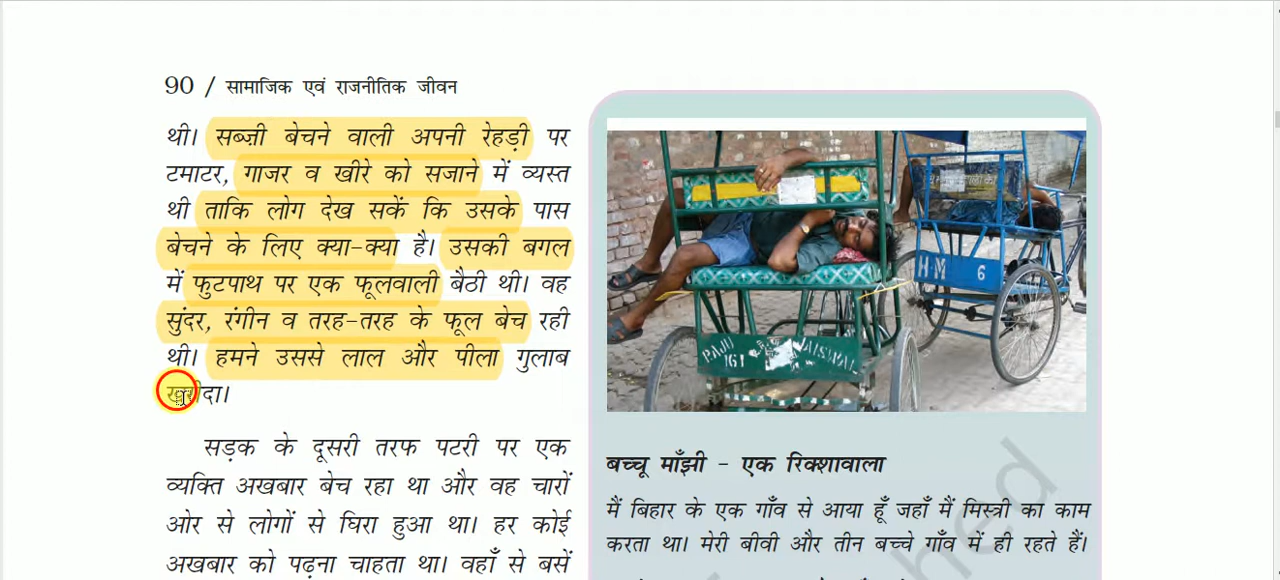 90 / सामाजिक एवं राजनीतिक जीवन
थी। सब्ज़ी बेचने वाली अपनी रेहड़ी पर
टमाटर, गाजर व खीरे को सजाने में व्यस्त
थी ताकि लोग देख सकें कि उसके पास
बेचने के लिए क्या-क्या है। उसकी बगल
में फुटपाथ पर एक फूलवाली बैठी थी। वह
सुंदर, रंगीन व तरह-तरह के फूल बेच रही
थी। हमने उससे लाल और पीला गुलाब
खरीदा।
सड़क के दूसरी तरफ पटरी पर एक
व्यक्ति अखबार बेच रहा था और वह चारों
ओर से लोगों से घिरा हुआ था। हर कोई
अखबार को पढ़ना चाहता था। वहाँ से बसें
RAJU JAISWAL
161
H-M 6
बच्चू माँझी - एक रिक्शावाला
मैं बिहार के एक गाँव से आया हूँ जहाँ मैं मिस्त्री का काम
करता था। मेरी बीवी और तीन बच्चे गाँव में ही रहते हैं।